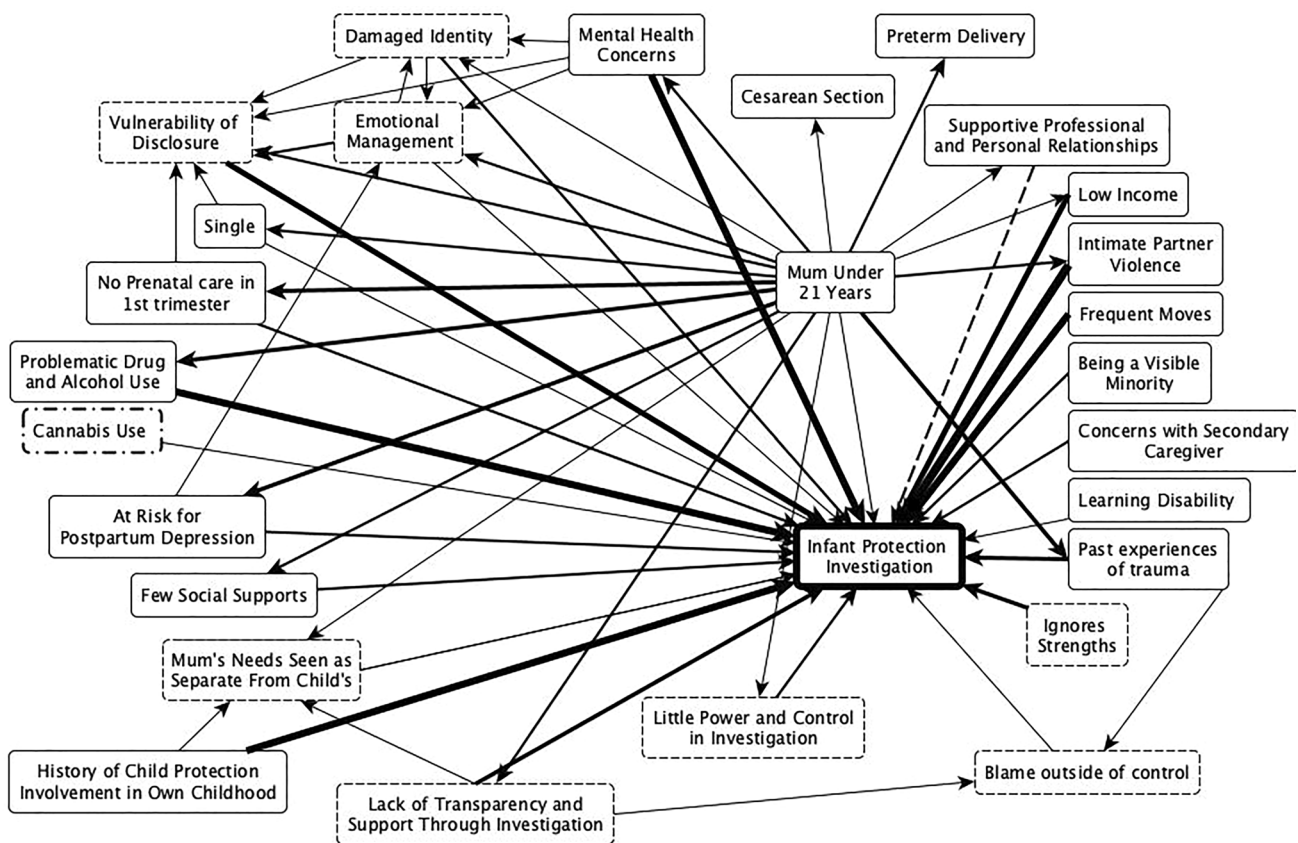 Damaged Identity
Mental Health
Concerns
Preterm Delivery
Cesarean Section
Vulnerability of
Disclosure
Emotional
Management
Supportive Professional
and Personal Relationships
Low Income
Single
Intimate Partner
Violence
Mum Under
21 Years
No Prenatal care in
1st trimester
Frequent Moves
Problematic Drug
and Alcohol Use
Being a Visible
Minority
Cannabis Use
Concerns with Secondary
Caregiver
Learning Disability
At Risk for
Postpartum Depression
Infant Protection
Investigation
Past experiences
of trauma
Few Social Supports
Ignores
Strengths
Mum's Needs Seen as
Separate From Child's
Little Power and Control
in Investigation
History of Child Protection
Involvement in Own Childhood
Blame outside of control
Lack of Transparency and
Support Through Investigation